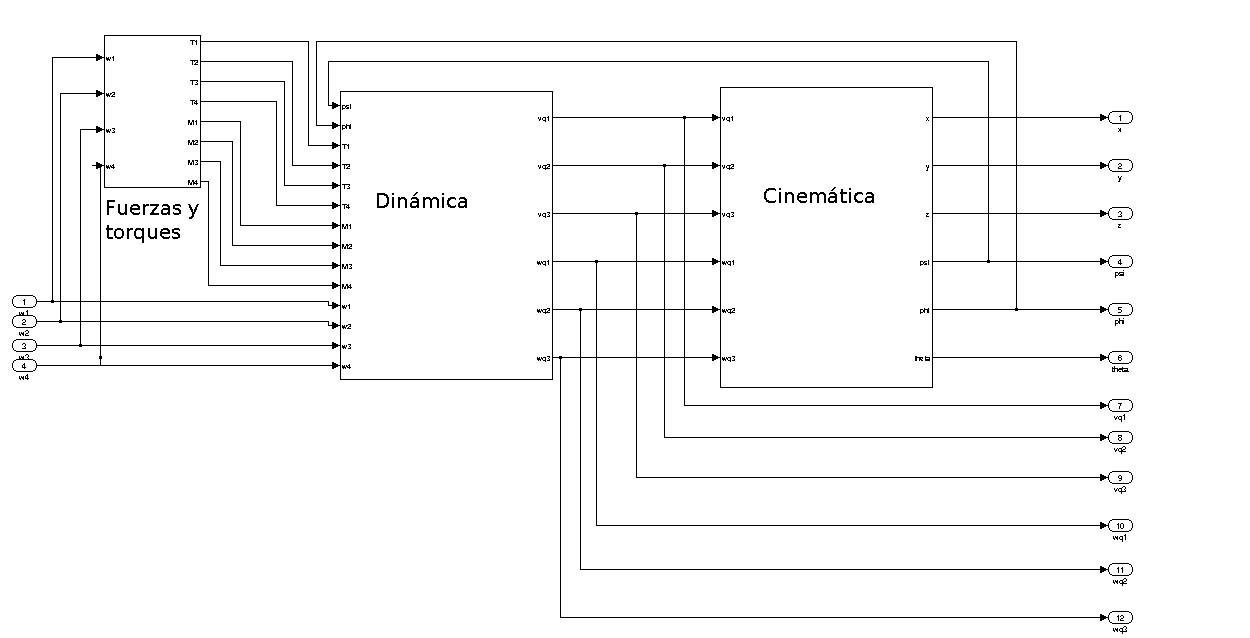 w1
w2
w3
w4
T1
T2
T3
T4
M1
M2
M3
M4
Fuerzas y
torques
1
w1
2
w2
3
w3
4
w4
psi
phi
T1
T2
T3
T4
M1
M2
M3
M4
w1
w2
w3
w4
Dinámica
vq1
vq2
vq3
wq1
wq2
wq3
vq1
vq2
vq3
wq1
wq2
wq3
Cinemática
x
y
z
psi
phi
theta
1
x
2
y
3
z
4
psi
5
phi
6
theta
7
vq1
8
vq2
9
vq3
10
wq1
11
wq2
12
wq3